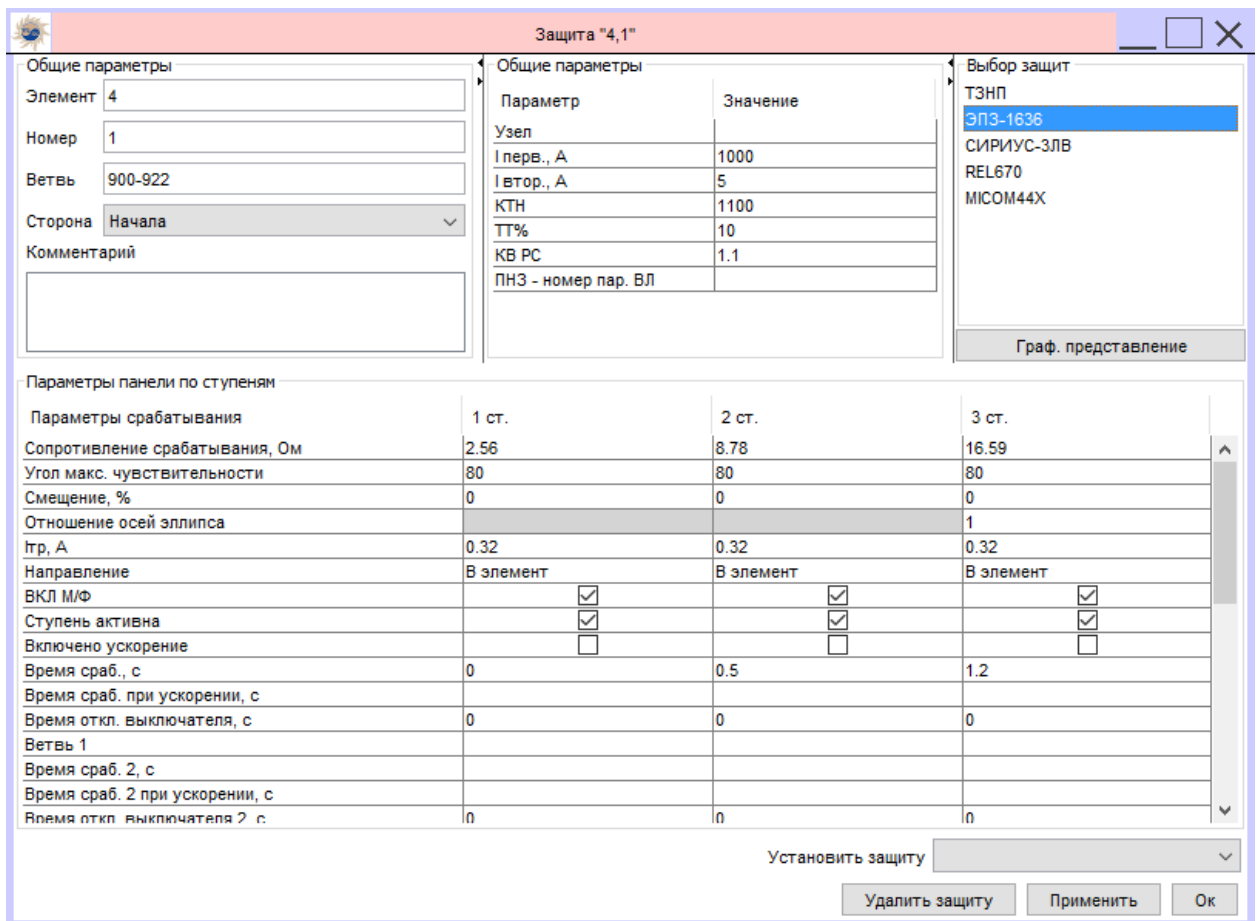 Защита "4,1"
Общие параметры
Элемент 4
Номер 1
Ветвь 900-922
Сторона Начала
Комментарий
Общие параметры
Параметр Значение
Узел
I перв., А 1000
I втор., А 5
КТН 1100
ТТ% 10
КВ РС 1.1
ПНЗ - номер пар. ВЛ
Выбор защит
ТЗНП
ЭПЗ-1636
СИРИУС-3ЛВ
REL670
MICOM44X
Граф. представление
Параметры панели по ступеням
Параметры срабатывания 1 ст. 2 ст. 3 ст.
Сопротивление срабатывания, Ом 2.56 8.78 16.59
Угол макс. чувствительности 80 80 80
Смещение, % 0 0 0
Отношение осей эллипса 1
Iтр, А 0.32 0.32 0.32
Направление В элемент В элемент В элемент
ВКЛ М/Ф
Ступень активна
Включено ускорение
Время сраб., с 0 0.5 1.2
Время сраб. при ускорении, с
Время откл. выключателя, с 0 0 0
Ветвь 1
Время сраб. 2, с
Время сраб. 2 при ускорении, с
Время откл. выключателя 2, с 0 0 0
Установить защиту
Удалить защиту Применить Ок